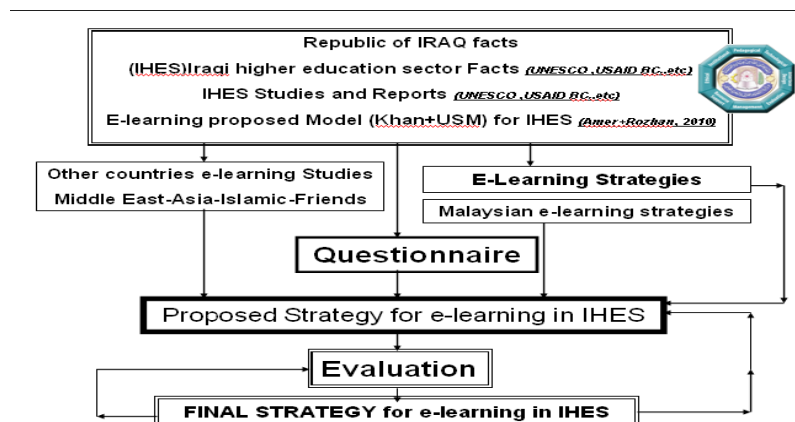 Republic of IRAQ facts
(IHES)Iraqi higher education sector Facts (UNESCO ,USAID BC..etc)
IHES Studies and Reports (UNESCO ,USAID BC..etc)
E-learning proposed Model (Khan+USM) for IHES (Amer+Rozhan, 2010)
Other countries e-learning Studies
Middle East-Asia-Islamic-Friends
E-Learning Strategies
Malaysian e-learning strategies
Questionnaire
Proposed Strategy for e-learning in IHES
Evaluation
FINAL STRATEGY for e-learning in IHES